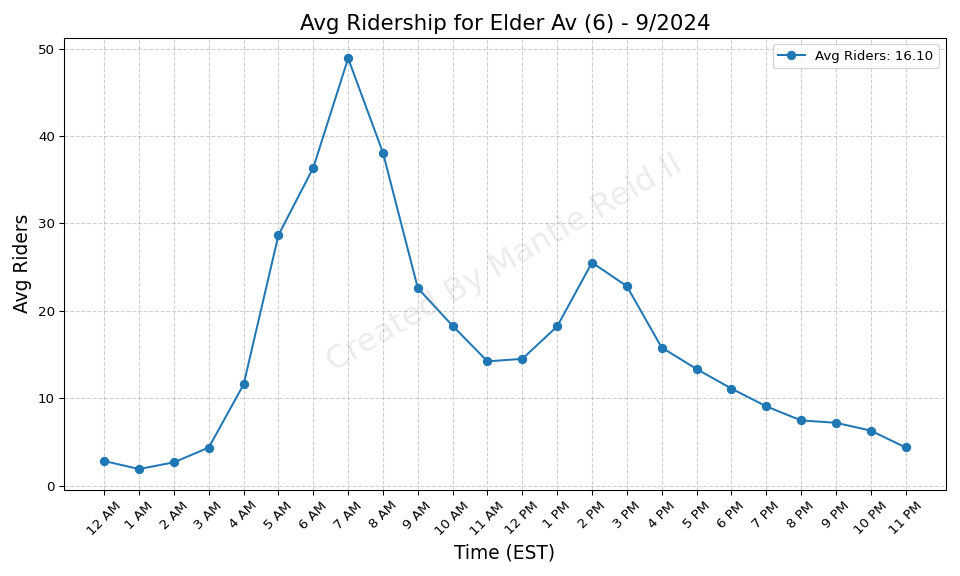 Avg Ridership for Elder Av (6) - 9/2024
Avg Riders: 16.10
50
40
30
20
10
0
Avg Riders
Created By Mantie Reid II
12 AM
1 AM
2 AM
3 AM
4 AM
5 AM
6 AM
7 AM
8 AM
9 AM
10 AM
11 AM
12 PM
1 PM
2 PM
3 PM
4 PM
5 PM
6 PM
7 PM
8 PM
9 PM
10 PM
11 PM
Time (EST)